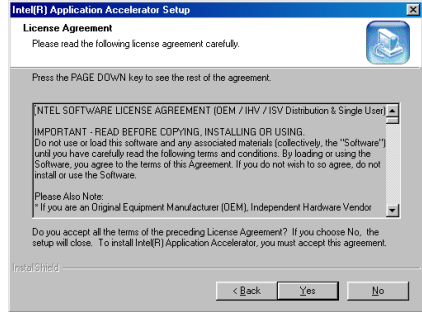 Intel(R) Application Accelerator Setup
License Agreement
Please read the following license agreement carefully.
Press the PAGE DOWN key to see the rest of the agreement.
INTEL SOFTWARE LICENSE AGREEMENT (OEM / IHV / ISV Distribution & Single User)
IMPORTANT - READ BEFORE COPYING, INSTALLING OR USING.
Do not use or load this software and any associated materials (collectively, the "Software")
until you have carefully read the following terms and conditions. By loading or using the
Software, you agree to the terms of this Agreement. If you do not wish to so agree, do not
install or use the Software.
Please Also Note:
* If you are an Original Equipment Manufacturer (OEM), Independent Hardware Vendor
Do you accept all the terms of the preceding License Agreement? If you choose No, the
setup will close. To install Intel(R) Application Accelerator, you must accept this agreement.
InstallShield
< Back
Yes
No